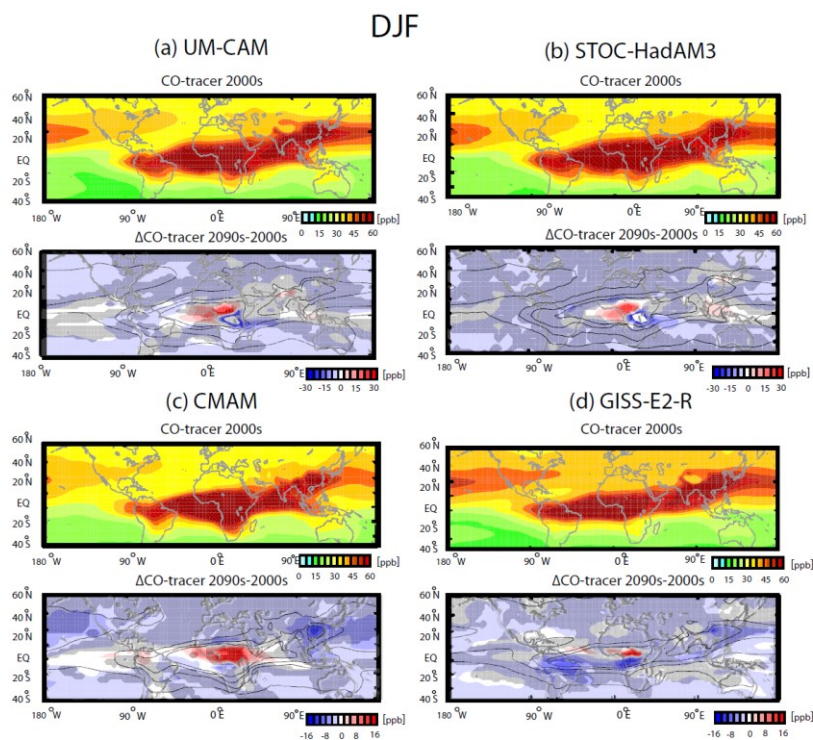 DJF
(a) UM-CAM
CO-tracer 2000s
60 N
40 N
20 N
EQ
20 S
40 S
180 °W 90 °W 0 °E 90 °E
0 15 30 45 60 [ppb]
ΔCO-tracer 2090s-2000s
60 N
40 N
20 N
EQ
20 S
40 S
180 °W 90 °W 0 °E 90 °E
-30 -15 0 15 30 [ppb]
(b) STOC-HadAM3
CO-tracer 2000s
60 N
40 N
20 N
EQ
20 S
40 S
180 °W 90 °W 0 °E 90 °E
0 15 30 45 60 [ppb]
ΔCO-tracer 2090s-2000s
60 N
40 N
20 N
EQ
20 S
40 S
180 °W 90 °W 0 °E 90 °E
-30 -15 0 15 30 [ppb]
(c) CMAM
CO-tracer 2000s
60 N
40 N
20 N
EQ
20 S
40 S
180 °W 90 °W 0 °E 90 °E
0 15 30 45 60 [ppb]
ΔCO-tracer 2090s-2000s
60 N
40 N
20 N
EQ
20 S
40 S
180 °W 90 °W 0 °E 90 °E
-16 -8 0 8 16 [ppb]
(d) GISS-E2-R
CO-tracer 2000s
60 N
40 N
20 N
EQ
20 S
40 S
180 °W 90 °W 0 °E 90 °E
0 15 30 45 60 [ppb]
ΔCO-tracer 2090s-2000s
60 N
40 N
20 N
EQ
20 S
40 S
180 °W 90 °W 0 °E 90 °E
-16 -8 0 8 16 [ppb]